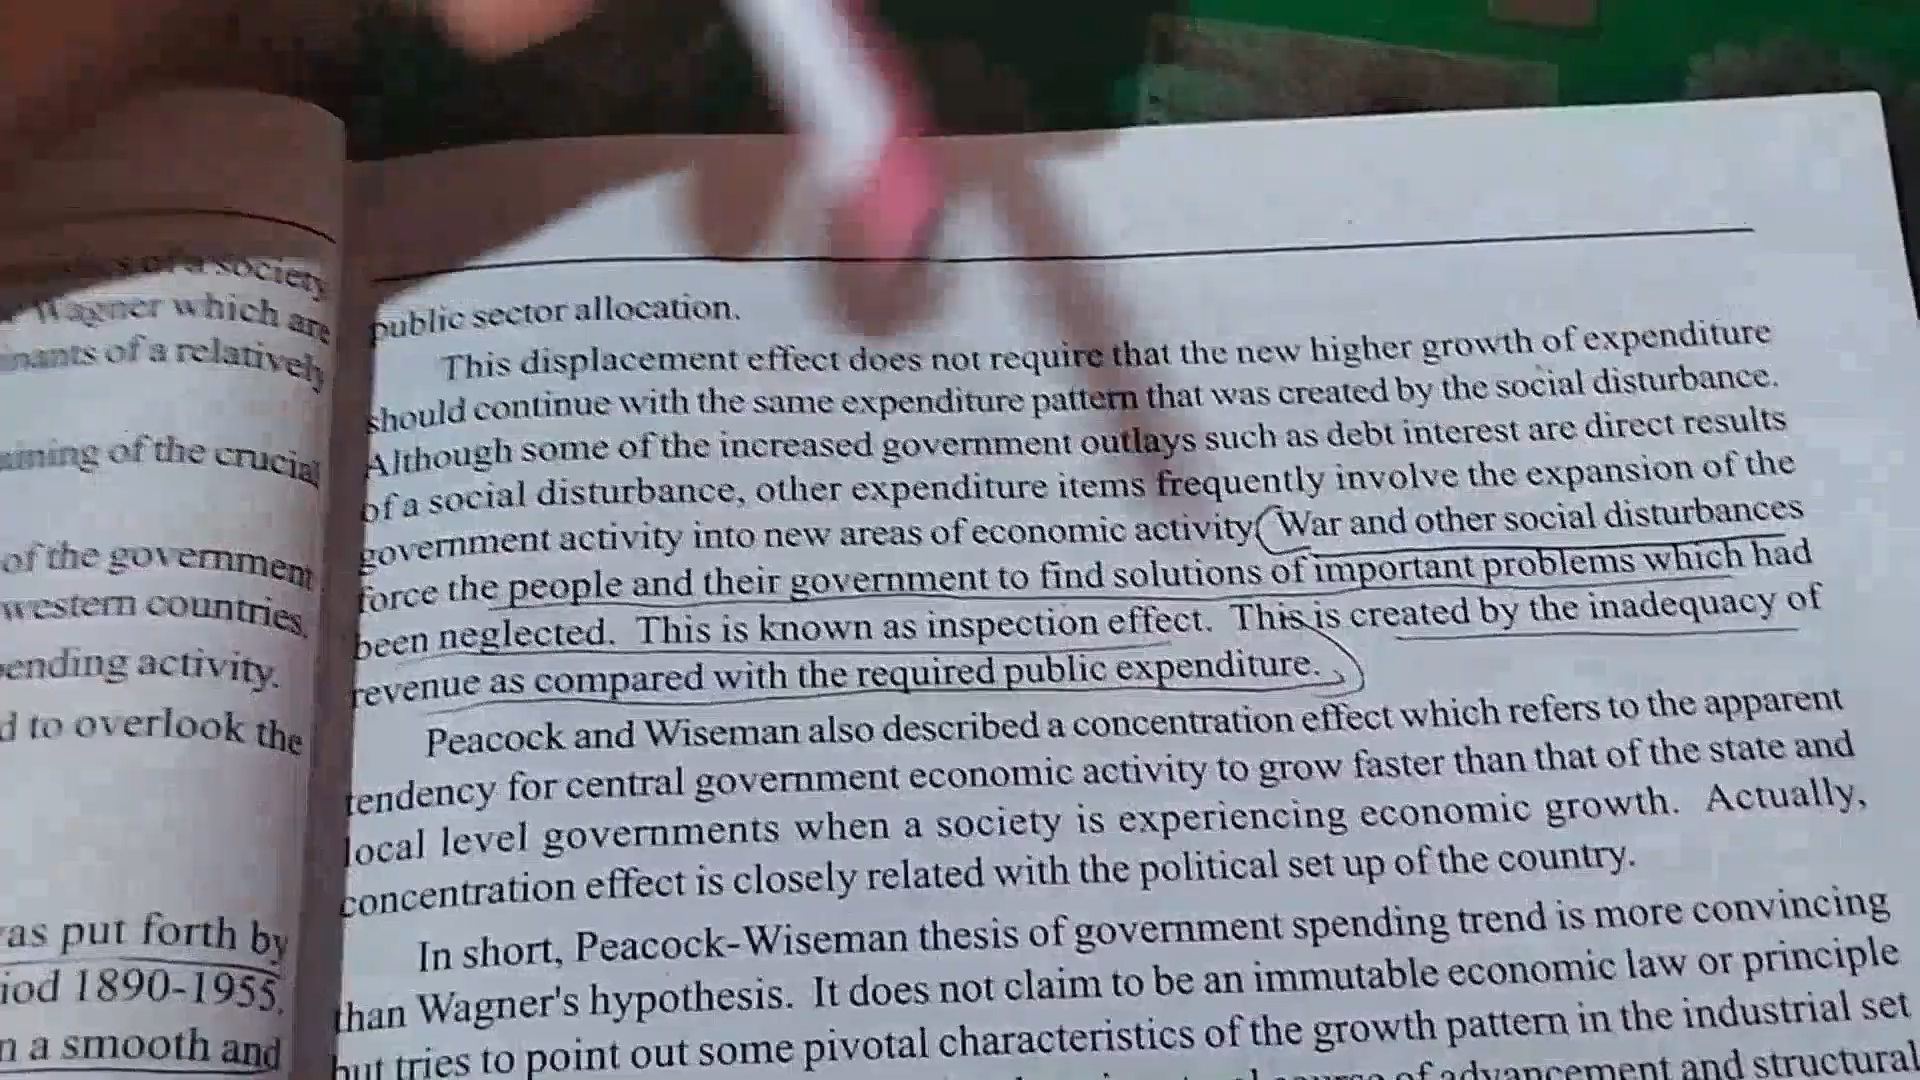 of a society
Wagner which are
of a relatively
of the crucial
of the government
western countries.
activity.
to overlook the
put forth by
1890-1955.
a smooth and
public sector allocation.
This displacement effect does not require that the new higher growth of expenditure
should continue with the same expenditure pattern that was created by the social disturbance.
Although some of the increased government outlays such as debt interest are direct results
of a social disturbance, other expenditure items frequently involve the expansion of the
government activity into new areas of economic activity. War and other social disturbances
force the people and their government to find solutions of important problems which had
been neglected. This is known as inspection effect. This is created by the inadequacy of
revenue as compared with the required public expenditure.
Peacock and Wiseman also described a concentration effect which refers to the apparent
tendency for central government economic activity to grow faster than that of the state and
local level governments when a society is experiencing economic growth. Actually,
concentration effect is closely related with the political set up of the country.
In short, Peacock-Wiseman thesis of government spending trend is more convincing
than Wagner's hypothesis. It does not claim to be an immutable economic law or principle
but tries to point out some pivotal characteristics of the growth pattern in the industrial set
of advancement and structural